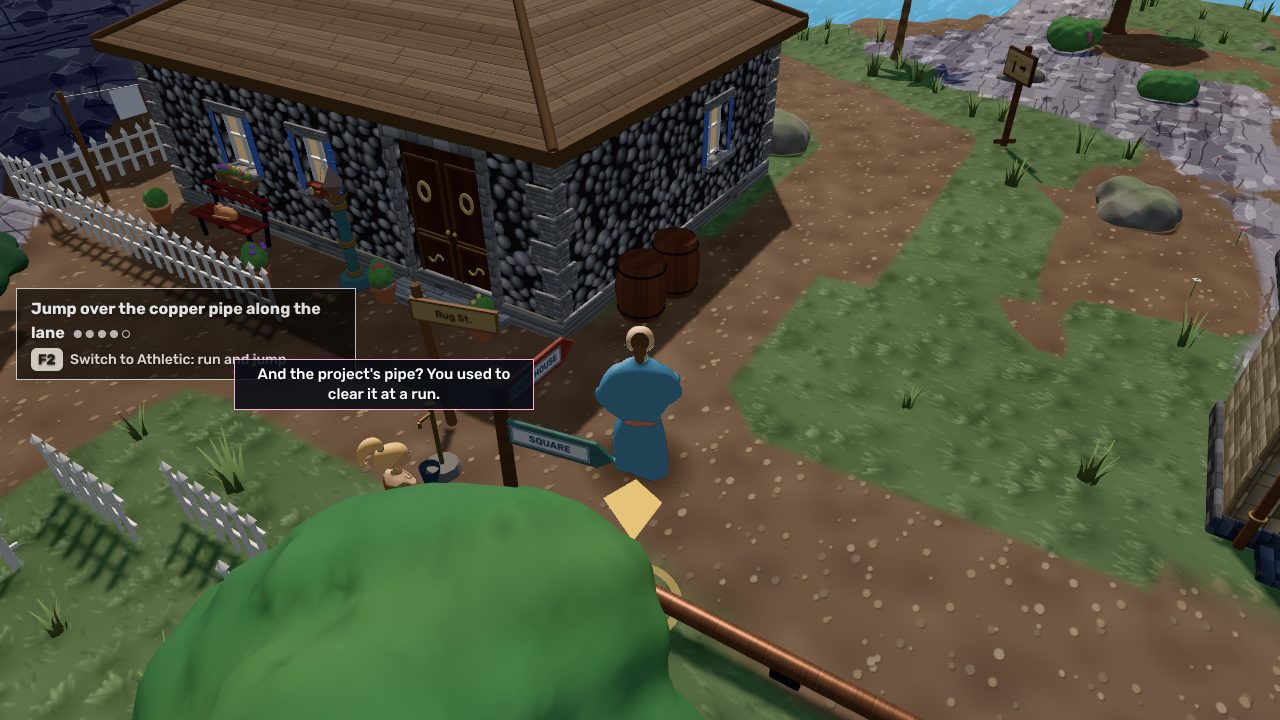 Jump over the copper pipe along the
lane
F2 Switch to Athletic: run and jump
Bug St.
And the project's pipe? You used to
clear it at a run.
HOUSE
SQUARE